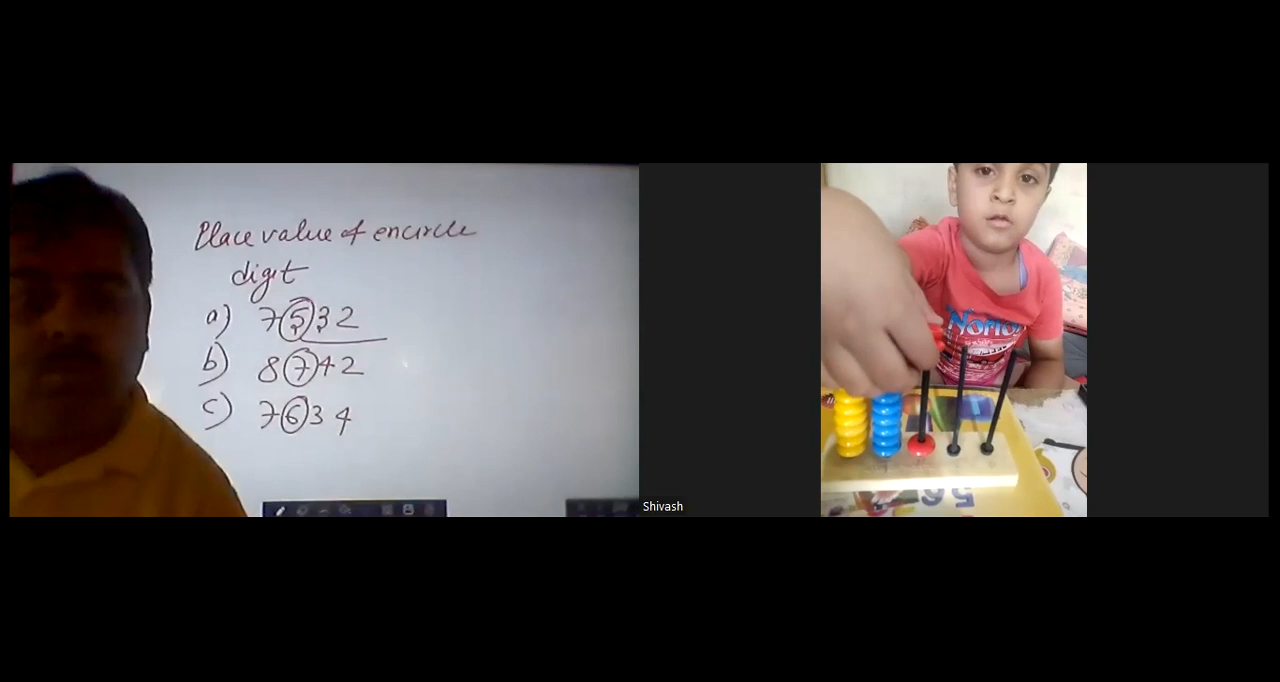 Place value of encircle
digit
a) 7532
b) 8742
c) 7634
Shivash